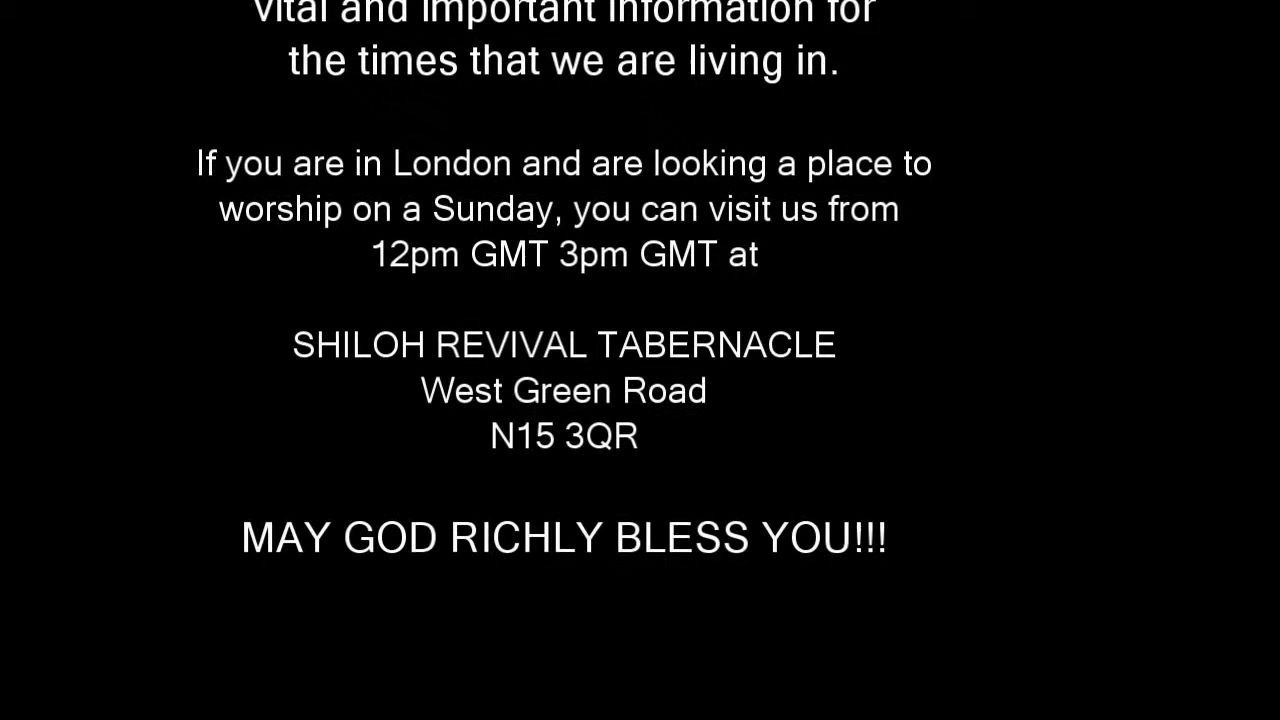 vital and important information for
the times that we are living in.
If you are in London and are looking a place to
worship on a Sunday, you can visit us from
12pm GMT 3pm GMT at
SHILOH REVIVAL TABERNACLE
West Green Road
N15 3QR
MAY GOD RICHLY BLESS YOU!!!